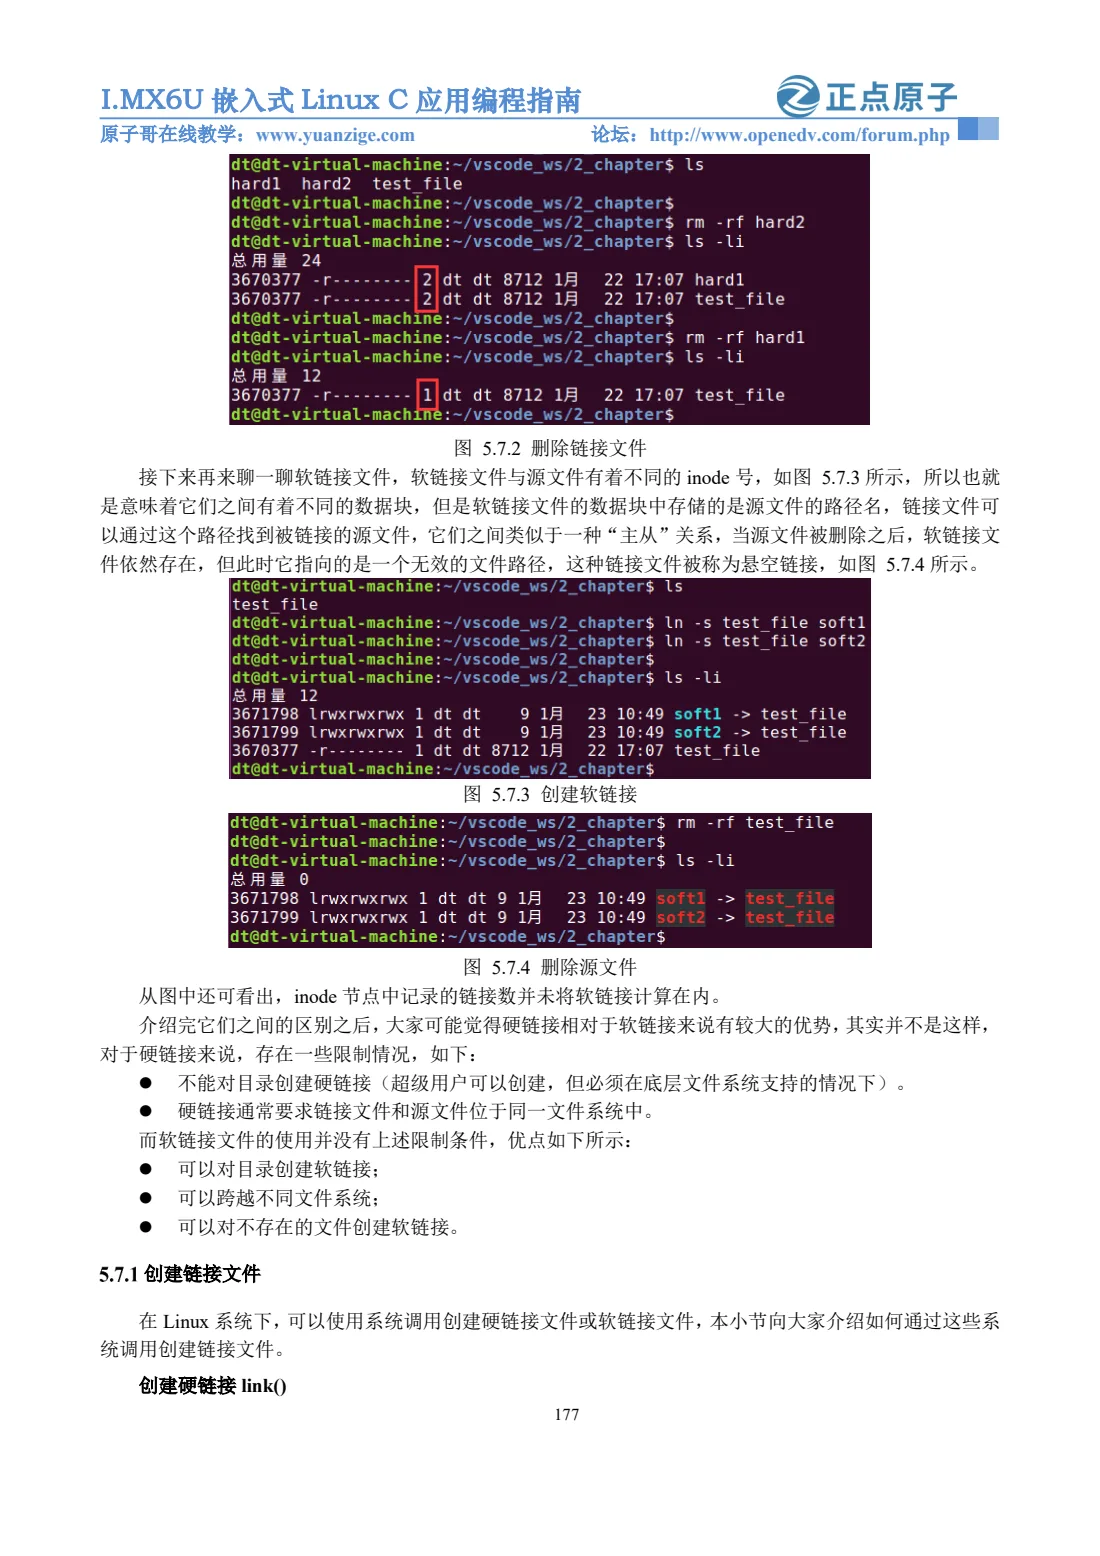 I.MX6U 嵌入式 Linux C 应用编程指南
正点原子
原子哥在线教学：www.yuanzige.com 论坛：http://www.openedv.com/forum.php
dt@dt-virtual-machine:~/vscode_ws/2_chapter$ ls
hard1 hard2 test_file
dt@dt-virtual-machine:~/vscode_ws/2_chapter$
dt@dt-virtual-machine:~/vscode_ws/2_chapter$ rm -rf hard2
dt@dt-virtual-machine:~/vscode_ws/2_chapter$ ls -li
总用量 24
3670377 -r-------- 2 dt dt 8712 1月 22 17:07 hard1
3670377 -r-------- 2 dt dt 8712 1月 22 17:07 test_file
dt@dt-virtual-machine:~/vscode_ws/2_chapter$
dt@dt-virtual-machine:~/vscode_ws/2_chapter$ rm -rf hard1
dt@dt-virtual-machine:~/vscode_ws/2_chapter$ ls -li
总用量 12
3670377 -r-------- 1 dt dt 8712 1月 22 17:07 test_file
dt@dt-virtual-machine:~/vscode_ws/2_chapter$
图 5.7.2 删除链接文件
接下来再来聊一聊软链接文件，软链接文件与源文件有着不同的 inode 号，如图 5.7.3 所示，所以也就
是意味着它们之间有着不同的数据块，但是软链接文件的数据块中存储的是源文件的路径名，链接文件可
以通过这个路径找到被链接的源文件，它们之间类似于一种“主从”关系，当源文件被删除之后，软链接文
件依然存在，但此时它指向的是一个无效的文件路径，这种链接文件被称为悬空链接，如图 5.7.4 所示。
dt@dt-virtual-machine:~/vscode_ws/2_chapter$ ls
test_file
dt@dt-virtual-machine:~/vscode_ws/2_chapter$ ln -s test_file soft1
dt@dt-virtual-machine:~/vscode_ws/2_chapter$ ln -s test_file soft2
dt@dt-virtual-machine:~/vscode_ws/2_chapter$
dt@dt-virtual-machine:~/vscode_ws/2_chapter$ ls -li
总用量 12
3671798 lrwxrwxrwx 1 dt dt 9 1月 23 10:49 soft1 -> test_file
3671799 lrwxrwxrwx 1 dt dt 9 1月 23 10:49 soft2 -> test_file
3670377 -r-------- 1 dt dt 8712 1月 22 17:07 test_file
dt@dt-virtual-machine:~/vscode_ws/2_chapter$
图 5.7.3 创建软链接
dt@dt-virtual-machine:~/vscode_ws/2_chapter$ rm -rf test_file
dt@dt-virtual-machine:~/vscode_ws/2_chapter$
dt@dt-virtual-machine:~/vscode_ws/2_chapter$ ls -li
总用量 0
3671798 lrwxrwxrwx 1 dt dt 9 1月 23 10:49 soft1 -> test_file
3671799 lrwxrwxrwx 1 dt dt 9 1月 23 10:49 soft2 -> test_file
dt@dt-virtual-machine:~/vscode_ws/2_chapter$
图 5.7.4 删除源文件
从图中还可看出，inode 节点中记录的链接数并未将软链接计算在内。
介绍完它们之间的区别之后，大家可能觉得硬链接相对于软链接来说有较大的优势，其实并不是这样，
对于硬链接来说，存在一些限制情况，如下：
● 不能对目录创建硬链接（超级用户可以创建，但必须在底层文件系统支持的情况下）。
● 硬链接通常要求链接文件和源文件位于同一文件系统中。
而软链接文件的使用并没有上述限制条件，优点如下所示：
● 可以对目录创建软链接；
● 可以跨越不同文件系统；
● 可以对不存在的文件创建软链接。
5.7.1 创建链接文件
在 Linux 系统下，可以使用系统调用创建硬链接文件或软链接文件，本小节向大家介绍如何通过这些系
统调用创建链接文件。
创建硬链接 link()
177